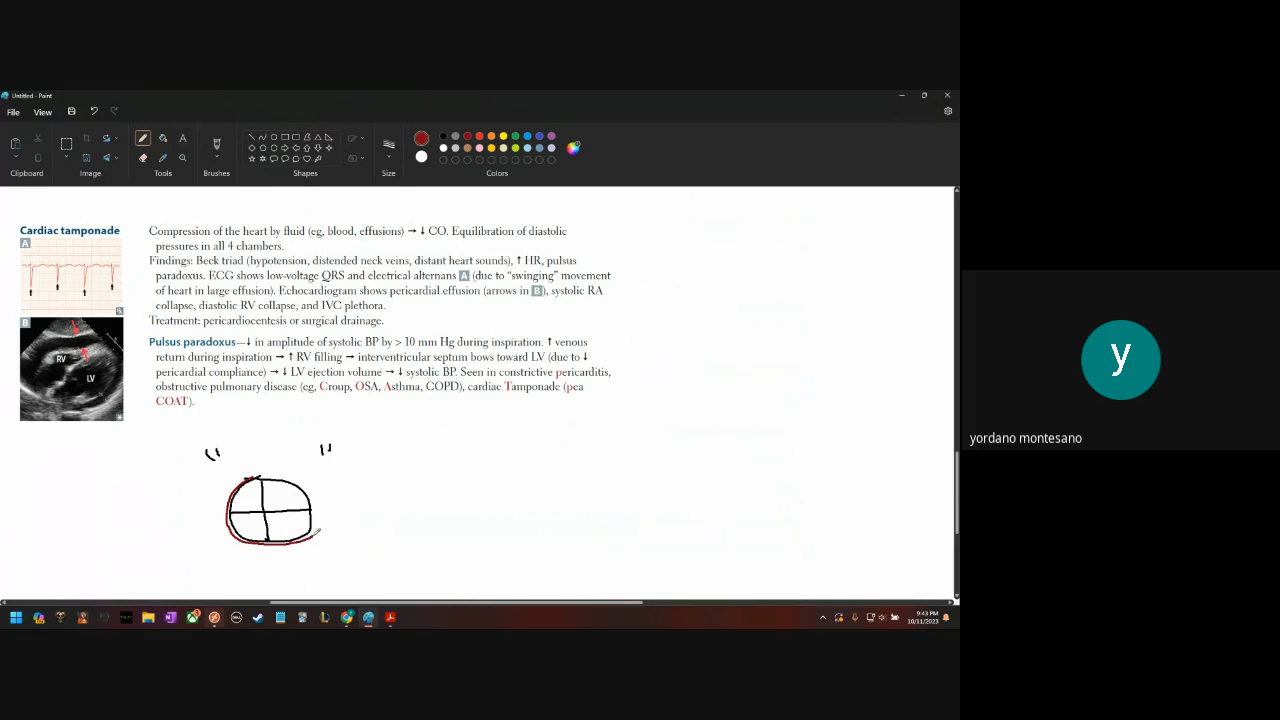 Untitled - Paint
File View
Clipboard Image Tools Brushes Shapes Size Colors
Cardiac tamponade
A
B
RV
LV
Compression of the heart by fluid (eg, blood, effusions) → ↓ CO. Equilibration of diastolic
pressures in all 4 chambers.
Findings: Beck triad (hypotension, distended neck veins, distant heart sounds), ↑ HR, pulsus
paradoxus. ECG shows low-voltage QRS and electrical alternans A (due to “swinging” movement
of heart in large effusion). Echocardiogram shows pericardial effusion (arrows in B), systolic RA
collapse, diastolic RV collapse, and IVC plethora.
Treatment: pericardiocentesis or surgical drainage.
Pulsus paradoxus—↓ in amplitude of systolic BP by > 10 mm Hg during inspiration. ↑ venous
return during inspiration → ↑ RV filling → interventricular septum bows toward LV (due to ↓
pericardial compliance) → ↓ LV ejection volume → ↓ systolic BP. Seen in constrictive pericarditis,
obstructive pulmonary disease (eg, Croup, OSA, Asthma, COPD), cardiac Tamponade (pea
COAT).
" "
y
yordano montesano
9:43 PM
10/11/2023